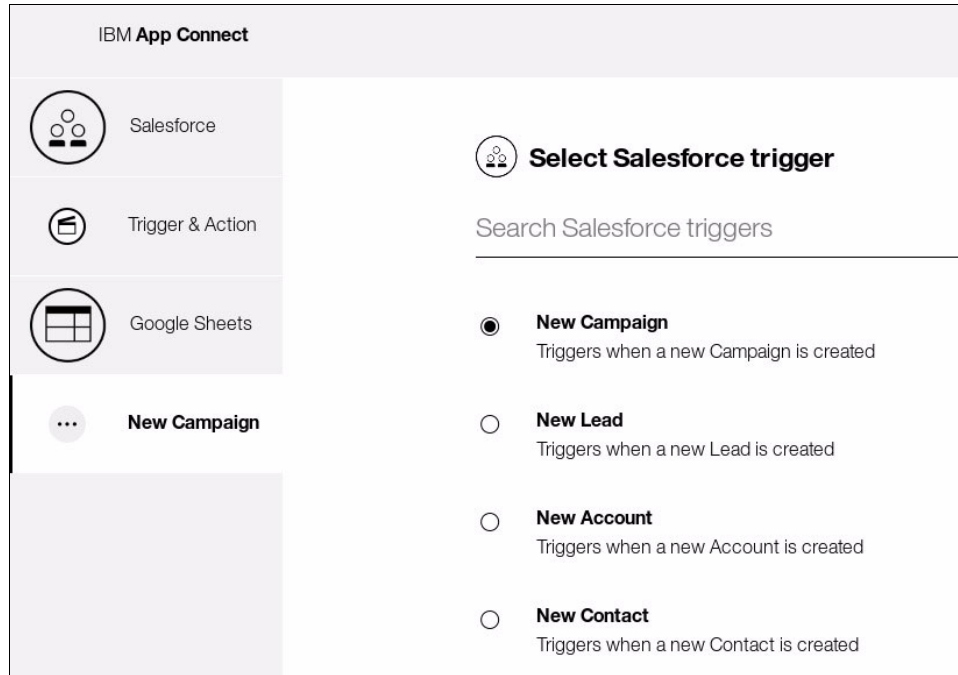 IBM App Connect
Salesforce
Trigger & Action
Google Sheets
New Campaign
Select Salesforce trigger
Search Salesforce triggers
New Campaign
Triggers when a new Campaign is created
New Lead
Triggers when a new Lead is created
New Account
Triggers when a new Account is created
New Contact
Triggers when a new Contact is created